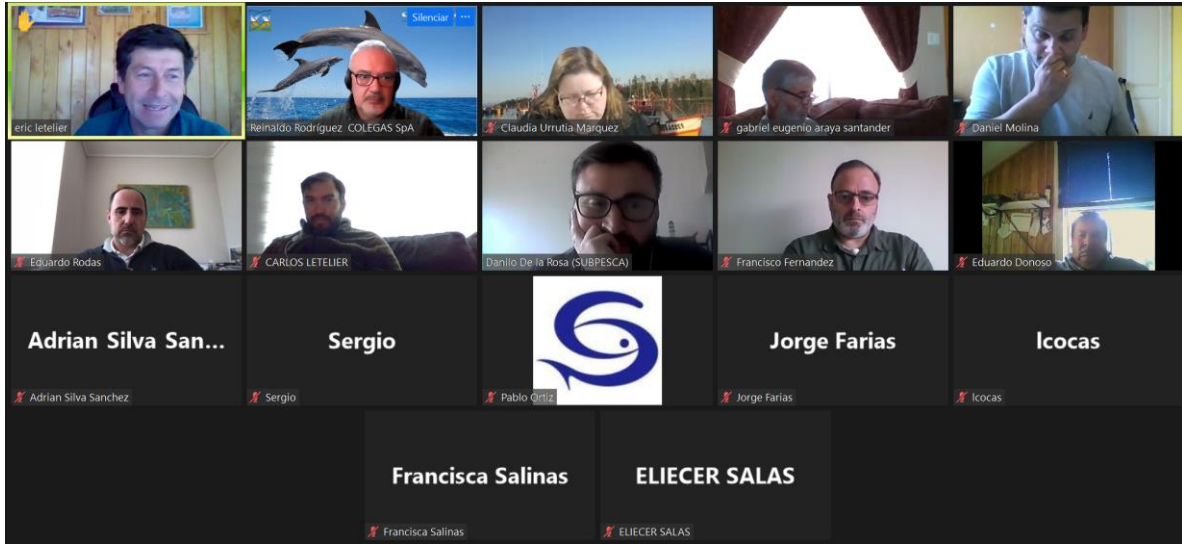 Silenciar ...
eric letelier
Reinaldo Rodríguez COLEGAS SpA
Claudia Urrutia Marquez
gabriel eugenio araya santander
Daniel Molina
Eduardo Rodas
CARLOS LETELIER
Danilo De la Rosa (SUBPESCA)
Francisco Fernandez
Eduardo Donoso
Adrian Silva San...
Adrian Silva Sanchez
Sergio
Sergio
Pablo Ortiz
Jorge Farias
Jorge Farias
lcocas
lcocas
Francisca Salinas
Francisca Salinas
ELIECER SALAS
ELIECER SALAS